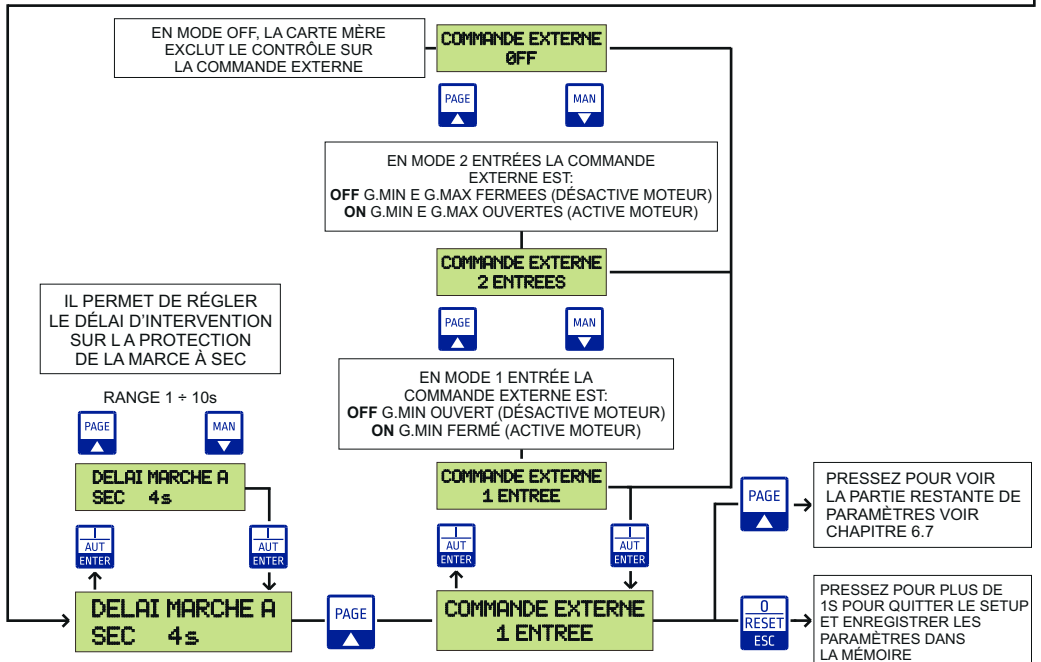 EN MODE OFF, LA CARTE MÈRE
EXCLUT LE CONTRÔLE SUR
LA COMMANDE EXTERNE
COMMANDE EXTERNE
0FF
PAGE
MAN
EN MODE 2 ENTRÉES LA COMMANDE
EXTERNE EST:
OFF G.MIN E G.MAX FERMEES (DÉSACTIVE MOTEUR)
ON G.MIN E G.MAX OUVERTES (ACTIVE MOTEUR)
COMMANDE EXTERNE
2 ENTREES
PAGE
MAN
IL PERMET DE RÉGLER
LE DÉLAI D'INTERVENTION
SUR L A PROTECTION
DE LA MARCE À SEC
RANGE 1 ÷ 10s
PAGE
MAN
DELAI MARCHE A
SEC 4s
AUT
ENTER
AUT
ENTER
DELAI MARCHE A
SEC 4s
PAGE
EN MODE 1 ENTRÉE LA
COMMANDE EXTERNE EST:
OFF G.MIN OUVERT (DÉSACTIVE MOTEUR)
ON G.MIN FERMÉ (ACTIVE MOTEUR)
COMMANDE EXTERNE
1 ENTREE
I
AUT
ENTER
I
AUT
ENTER
COMMANDE EXTERNE
1 ENTREE
PAGE
PRESSEZ POUR VOIR
LA PARTIE RESTANTE DE
PARAMÈTRES VOIR
CHAPITRE 6.7
0
RESET
ESC
PRESSEZ POUR PLUS DE
1S POUR QUITTER LE SETUP
ET ENREGISTRER LES
PARAMÈTRES DANS
LA MÉMOIRE